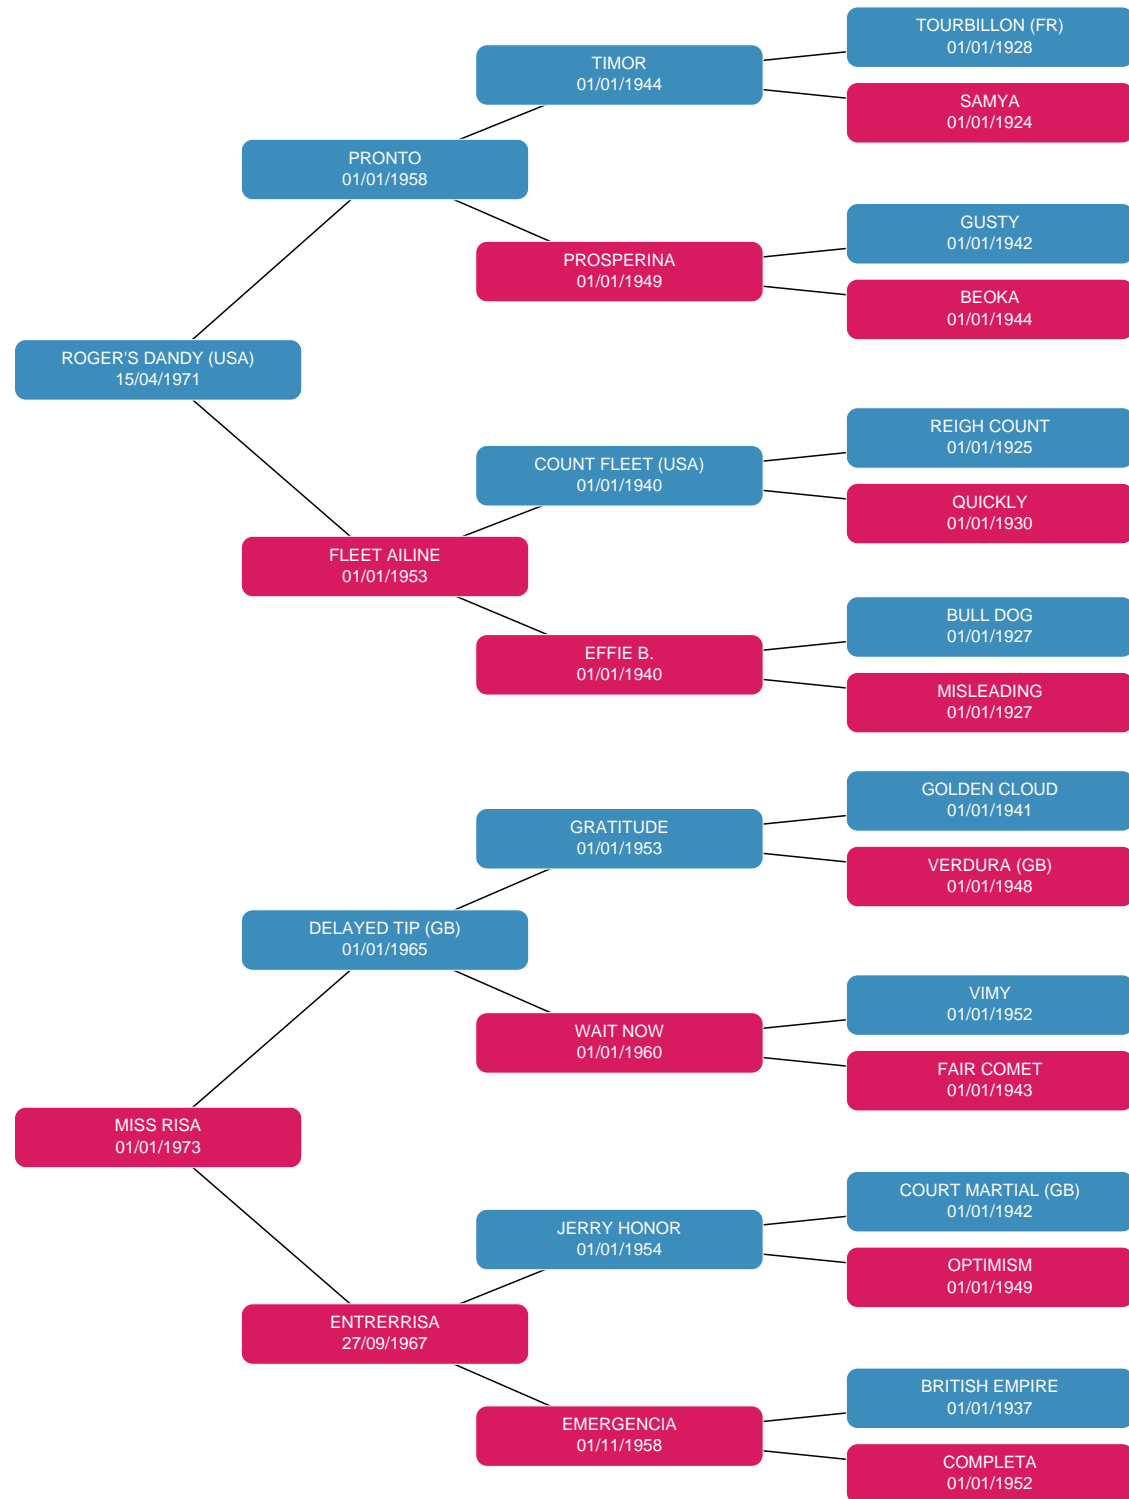 TOURBILLON (FR)
01/01/1928
TIMOR
01/01/1944
SAMYA
01/01/1924
PRONTO
01/01/1958
GUSTY
01/01/1942
PROSPERINA
01/01/1949
BEOKA
01/01/1944
ROGER'S DANDY (USA)
15/04/1971
REIGH COUNT
01/01/1925
COUNT FLEET (USA)
01/01/1940
QUICKLY
01/01/1930
FLEET AILINE
01/01/1953
BULL DOG
01/01/1927
EFFIE B.
01/01/1940
MISLEADING
01/01/1927
GOLDEN CLOUD
01/01/1941
GRATITUDE
01/01/1953
VERDURA (GB)
01/01/1948
DELAYED TIP (GB)
01/01/1965
VIMY
01/01/1952
WAIT NOW
01/01/1960
FAIR COMET
01/01/1943
MISS RISA
01/01/1973
COURT MARTIAL (GB)
01/01/1942
JERRY HONOR
01/01/1954
OPTIMISM
01/01/1949
ENTRERRISA
27/09/1967
BRITISH EMPIRE
01/01/1937
EMERGENCIA
01/11/1958
COMPLETA
01/01/1952